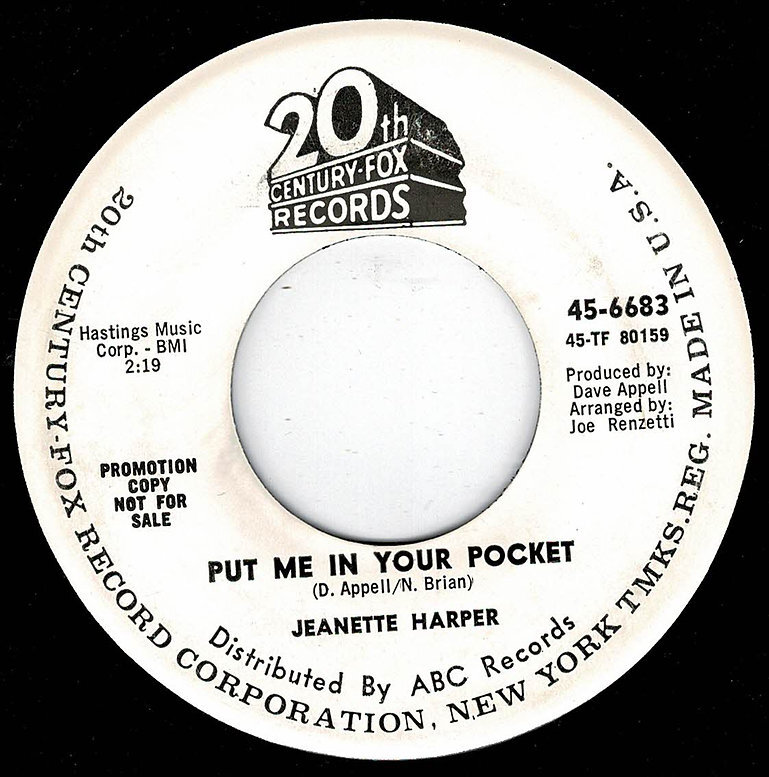 20th
CENTURY-FOX
RECORDS
Hastings Music
Corp. - BMI
2:19
PROMOTION
COPY
NOT FOR
SALE
45-6683
45-TF 80159
Produced by:
Dave Appell
Arranged by:
Joe Renzetti
PUT ME IN YOUR POCKET
(D. Appell/N. Brian)
JEANETTE HARPER
Distributed By ABC Records
20th CENTURY-FOX RECORD CORPORATION, NEW YORK TMKS.REG. MADE IN U.S.A.